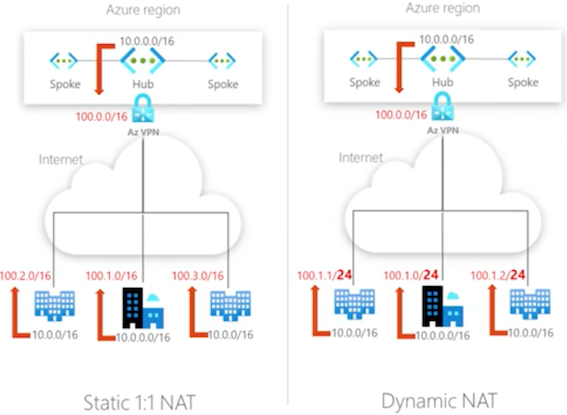 Azure region
10.0.0.0/16
Spoke
Hub
Spoke
100.0.0/16
Az VPN
Internet
100.2.0/16
100.1.0/16
100.3.0/16
10.0.0/16
10.0.0.0/16
10.0.0/16
Static 1:1 NAT
Azure region
10.0.0.0/16
Spoke
Hub
Spoke
100.0.0/16
Az VPN
Internet
100.1.1/24
100.1.0/24
100.1.2/24
10.0.0/16
10.0.0.0/16
10.0.0/16
Dynamic NAT